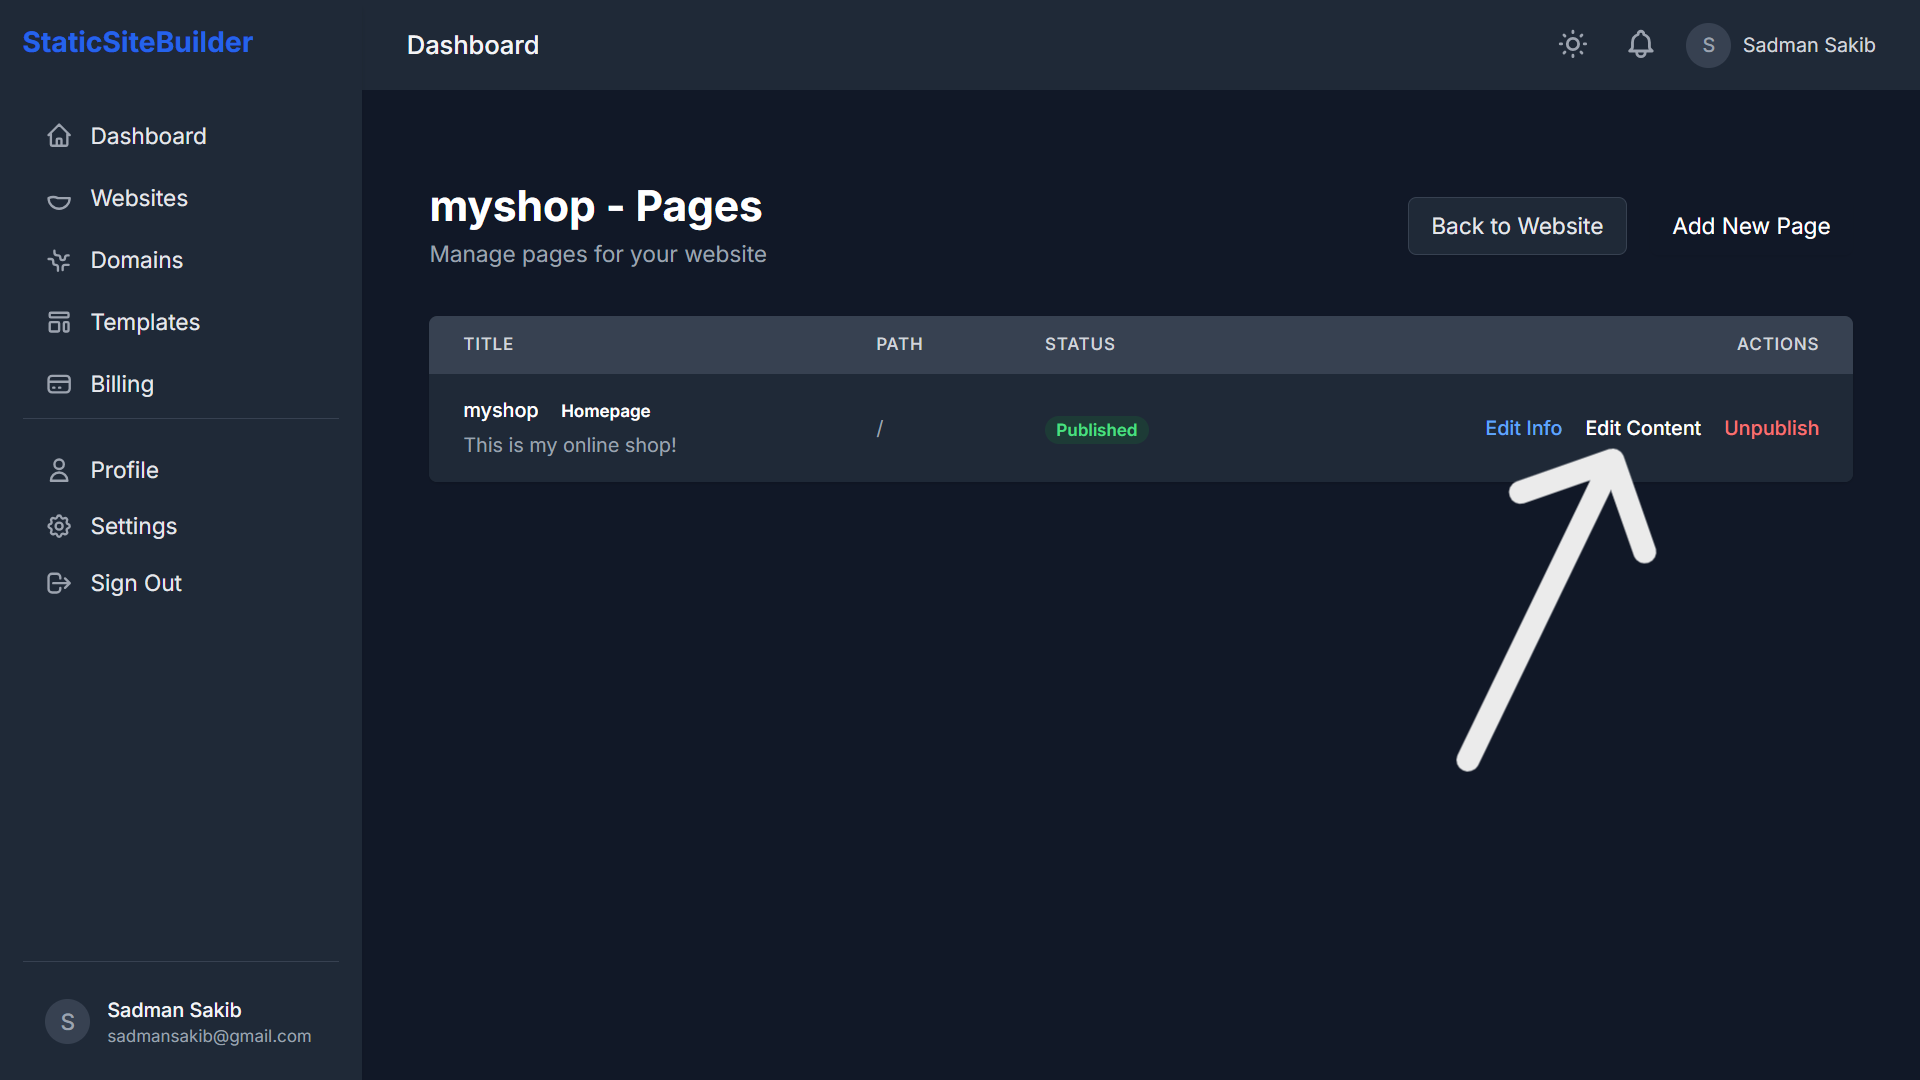 StaticSiteBuilder
Dashboard
Websites
Domains
Templates
Billing
Profile
Settings
Sign Out
S
Sadman Sakib
sadmansakib@gmail.com
Dashboard
S Sadman Sakib
myshop - Pages
Manage pages for your website
Back to Website
Add New Page
TITLE PATH STATUS ACTIONS
myshop Homepage
This is my online shop!
/
Published
Edit Info Edit Content Unpublish